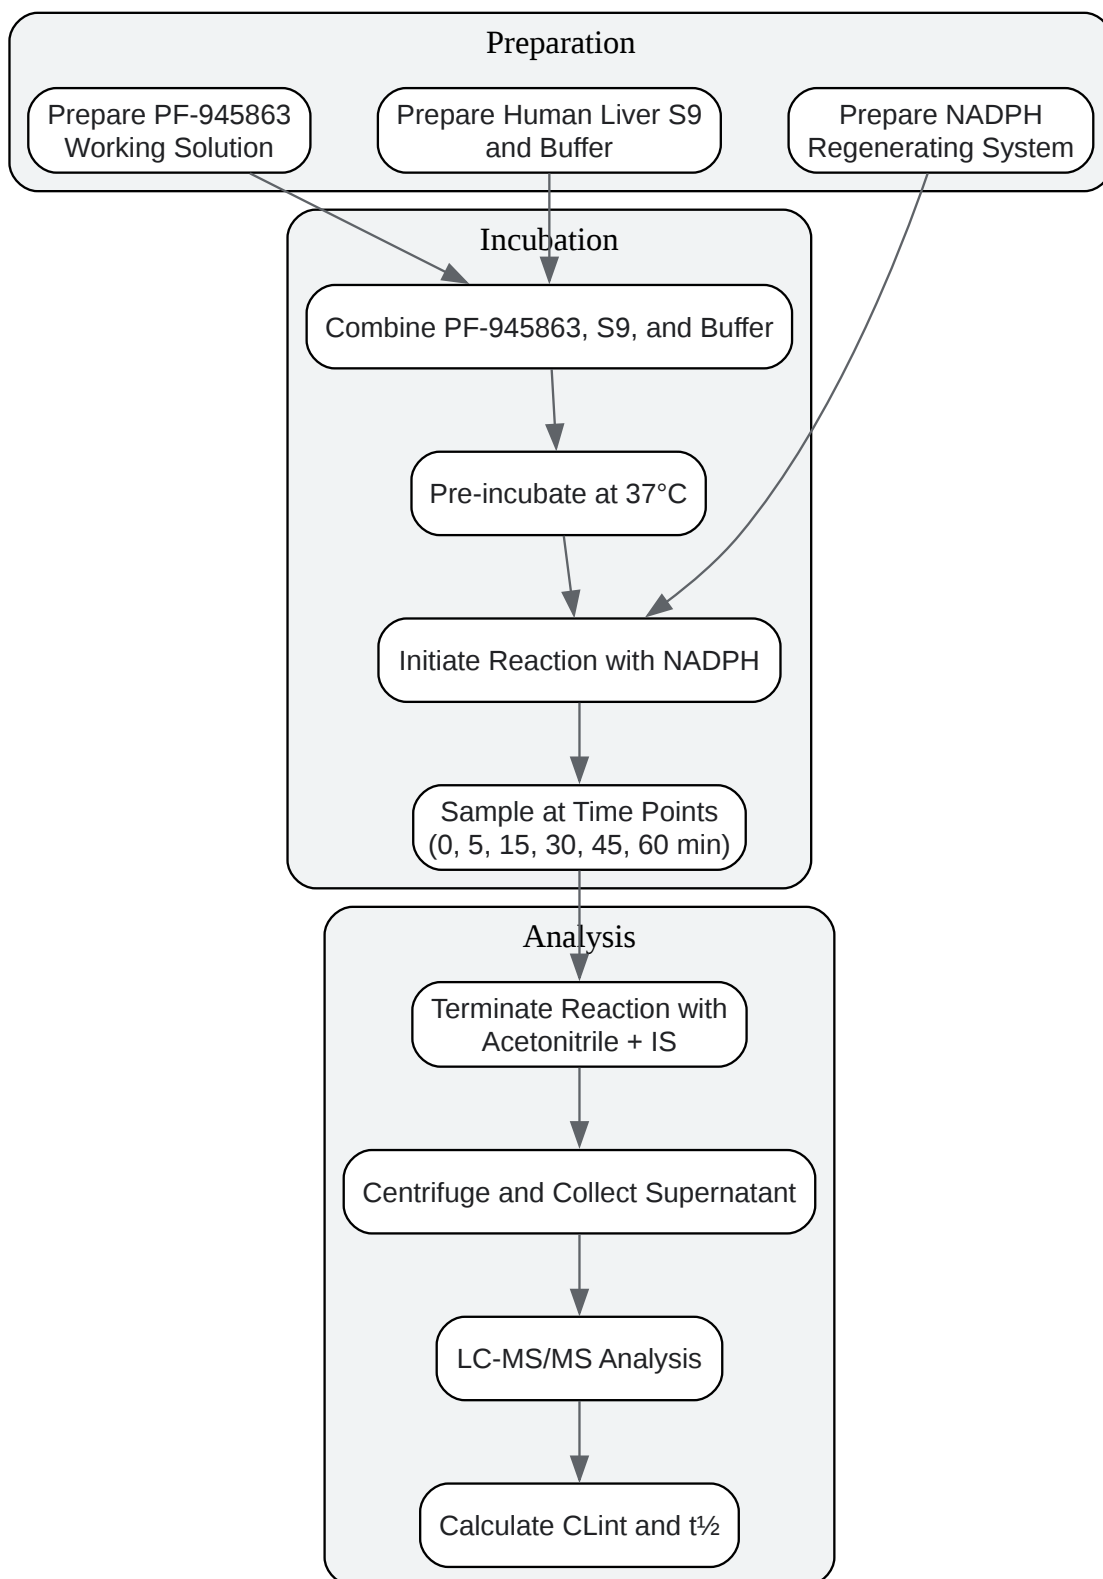 Preparation
Prepare PF-945863
Working Solution
Prepare Human Liver S9
and Buffer
Prepare NADPH
Regenerating System
Incubation
Combine PF-945863, S9, and Buffer
Pre-incubate at 37°C
Initiate Reaction with NADPH
Sample at Time Points
(0, 5, 15, 30, 45, 60 min)
Analysis
Terminate Reaction with
Acetonitrile + IS
Centrifuge and Collect Supernatant
LC-MS/MS Analysis
Calculate CLint and t½